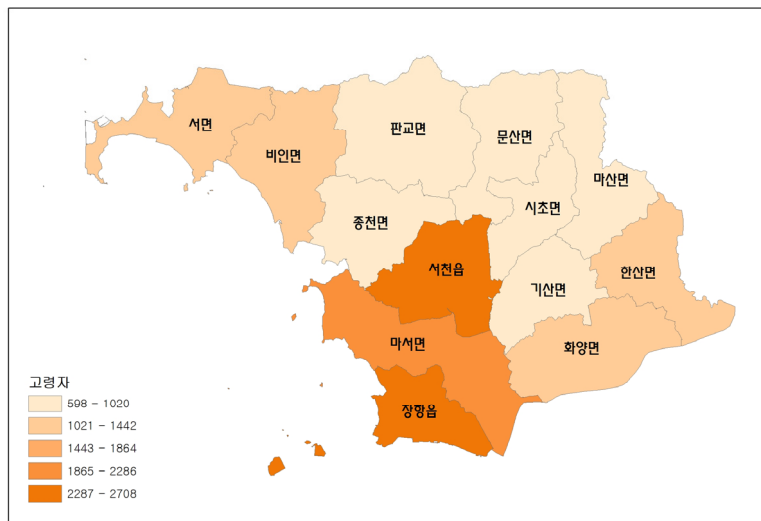 판교면
서면
문산면
비인면
마산면
시초면
종천면
서천읍
한산면
기산면
마서면
화양면
장항읍
고령자
598 - 1020
1021 - 1442
1443 - 1864
1865 - 2286
2287 - 2708